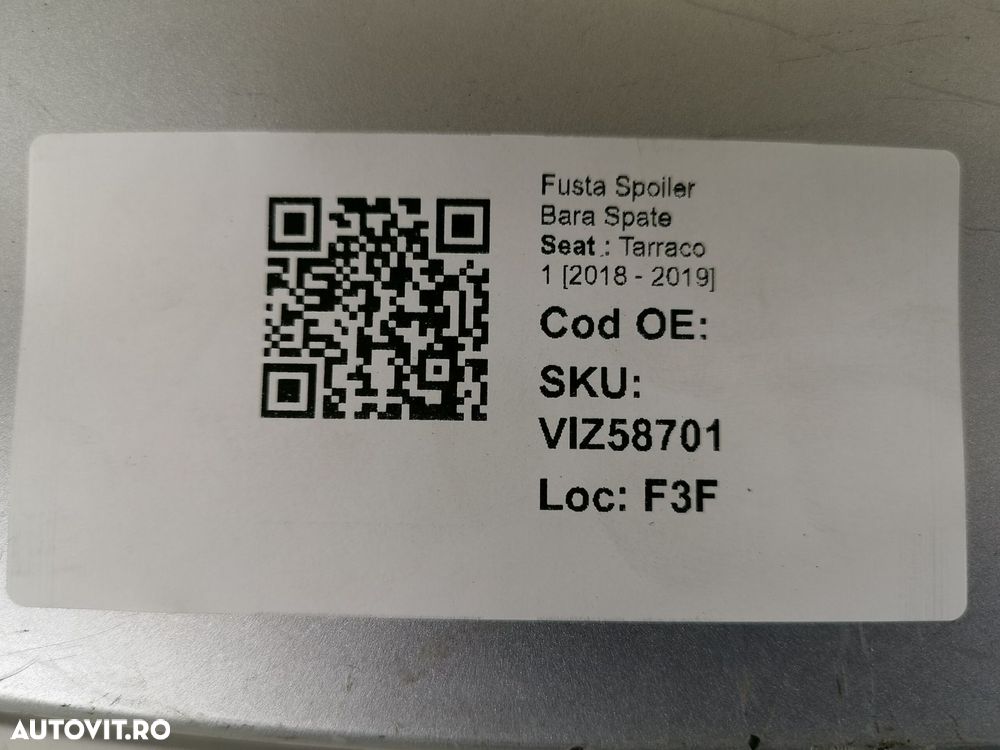 Fusta Spoiler
Bara Spate
Seat : Tarraco
1 [2018 - 2019]
Cod OE:
SKU:
VIZ58701
Loc: F3F
AUTOVIT.RO